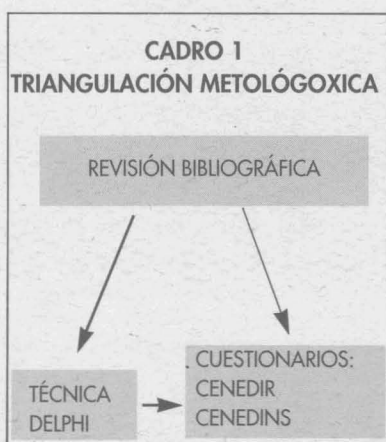 CADRO 1
TRIANGULACIÓN METOLÓGOXICA
REVISIÓN BIBLIOGRÁFICA
TÉCNICA
DELPHI
CUESTIONARIOS:
CENEDIR
CENEDINS